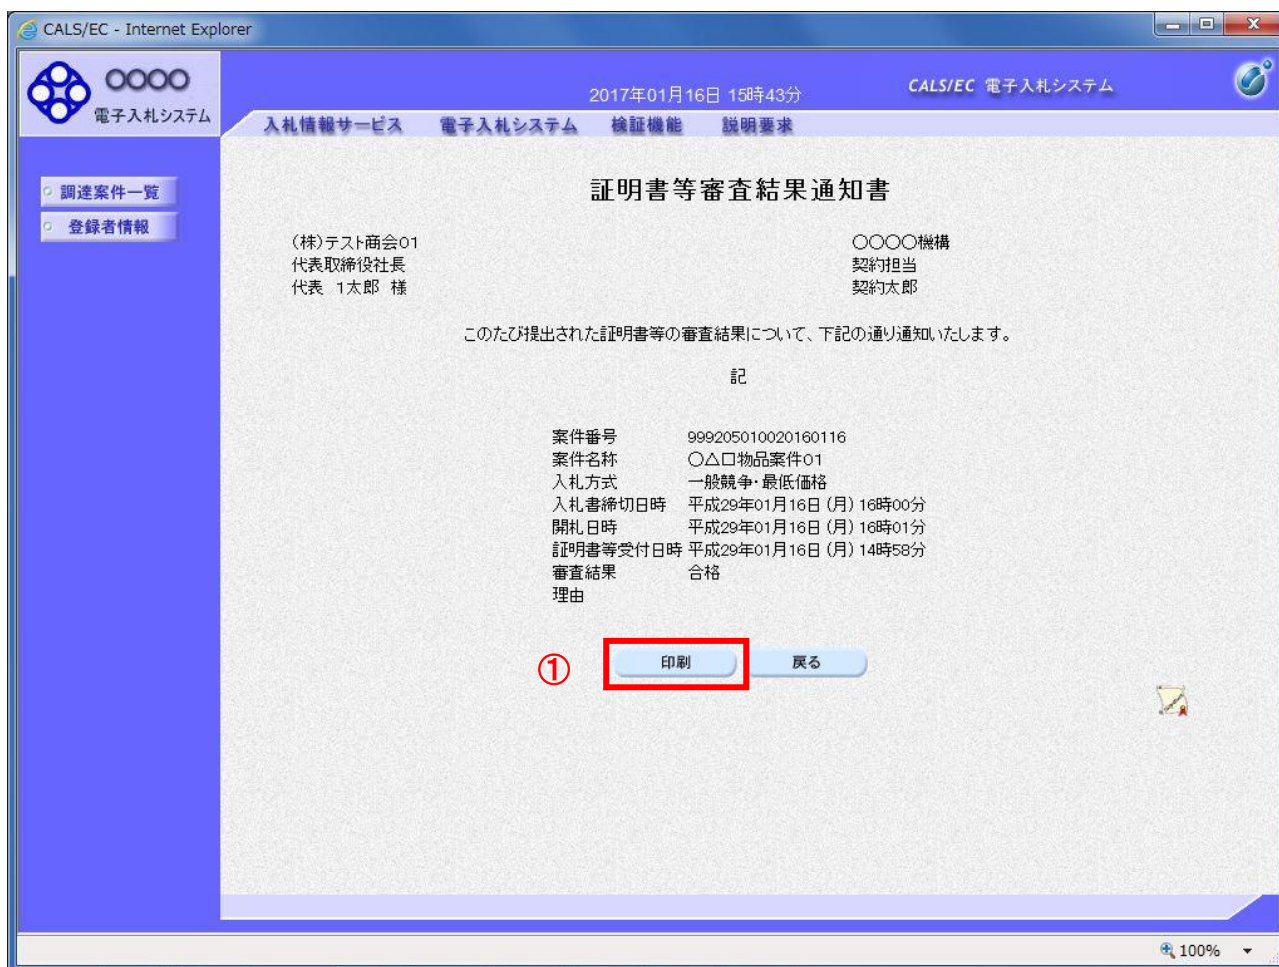 CALS/EC - Internet Explorer
○○○○
電子入札システム
2017年01月16日 15時43分
CALS/EC 電子入札システム
入札情報サービス 電子入札システム 検証機能 説明要求
調達案件一覧
登録者情報
証明書等審査結果通知書
(株)テスト商会01
代表取締役社長
代表 1太郎 様
○○○○機構
契約担当
契約太郎
このたび提出された証明書等の審査結果について、下記の通り通知いたします。
記
案件番号 999205010020160116
案件名称 ○△□物品案件01
入札方式 一般競争・最低価格
入札書締切日時 平成29年01月16日 (月) 16時00分
開札日時 平成29年01月16日 (月) 16時01分
証明書等受付日時 平成29年01月16日 (月) 14時58分
審査結果 合格
理由
① 印刷 戻る
100%